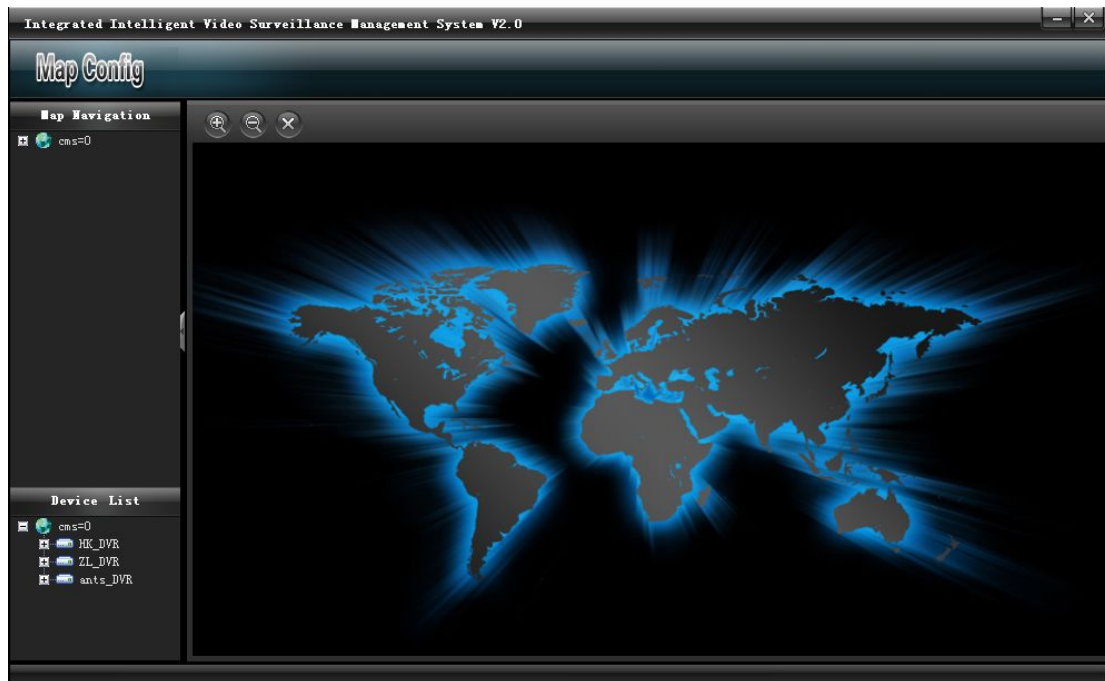 Integrated Intelligent Video Surveillance Management System V2.0
Map Config
Map Navigation
cms=0
Device List
cms=0
HK_DVR
ZL_DVR
ants_DVR